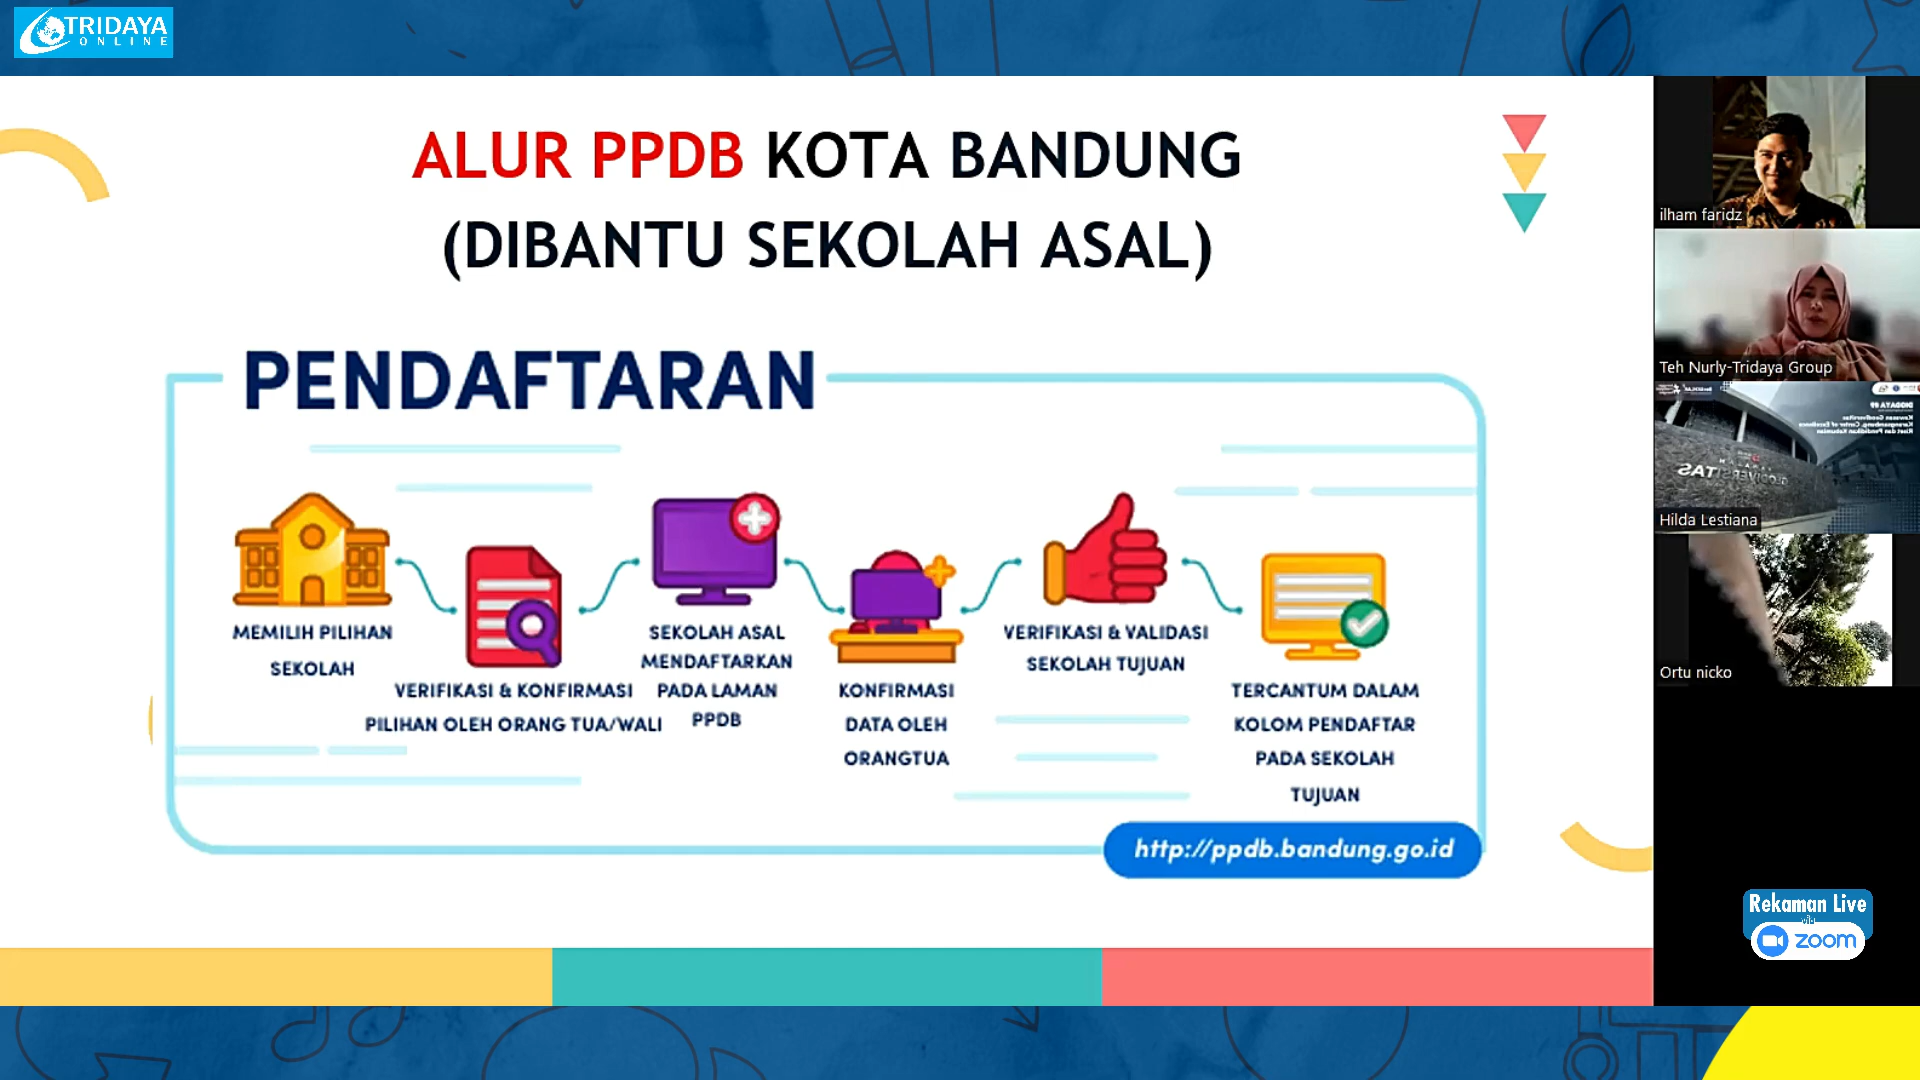 TRIDAYA
ONLINE
ALUR PPDB KOTA BANDUNG
(DIBANTU SEKOLAH ASAL)
PENDAFTARAN
MEMILIH PILIHAN
SEKOLAH
VERIFIKASI & KONFIRMASI
PILIHAN OLEH ORANG TUA/WALI
SEKOLAH ASAL
MENDAFTARKAN
PADA LAMAN
PPDB
KONFIRMASI
DATA OLEH
ORANGTUA
VERIFIKASI & VALIDASI
SEKOLAH TUJUAN
TERCANTUM DALAM
KOLOM PENDAFTAR
PADA SEKOLAH
TUJUAN
http://ppdb.bandung.go.id
ilham faridz
Teh Nurly-Tridaya Group
GEODIVERSITAS
Hilda Lestiana
Ortu nicko
Rekaman Live
via
zoom